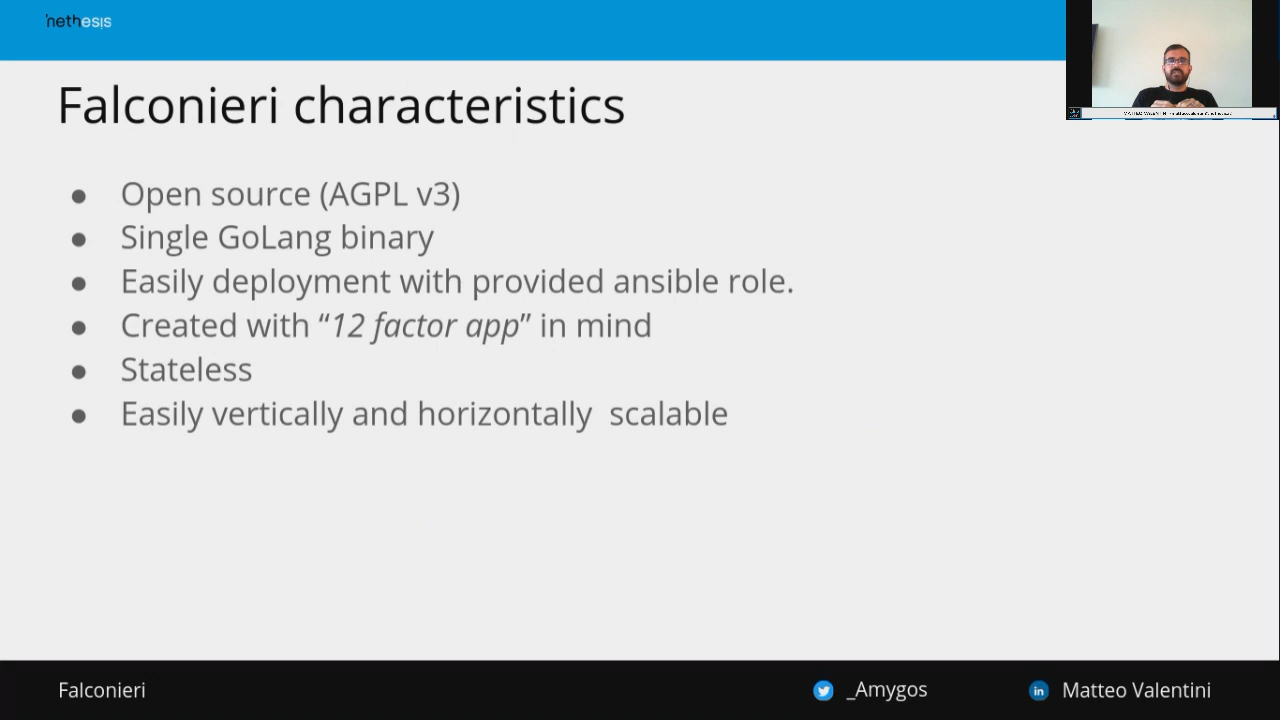 nethesis
Falconieri characteristics
● Open source (AGPL v3)
● Single GoLang binary
● Easily deployment with provided ansible role.
● Created with “12 factor app” in mind
● Stateless
● Easily vertically and horizontally scalable
Falconieri
_Amygos
in Matteo Valentini